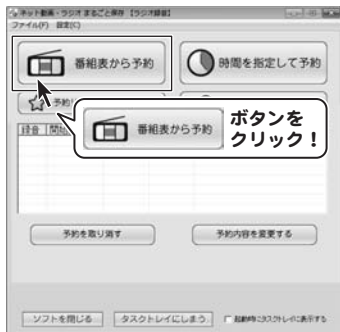 ネット動画・ラジオ まるごと保存 【ラジオ録音】
ファイル(F) 設定(C)
番組表から予約
時間を指定して予約
予約
番組表から予約
ボタンを
クリック！
録音
開始
予約を取り消す
予約内容を変更する
ソフトを閉じる
タスクトレイにしまう
起動時にタスクトレイに表示する